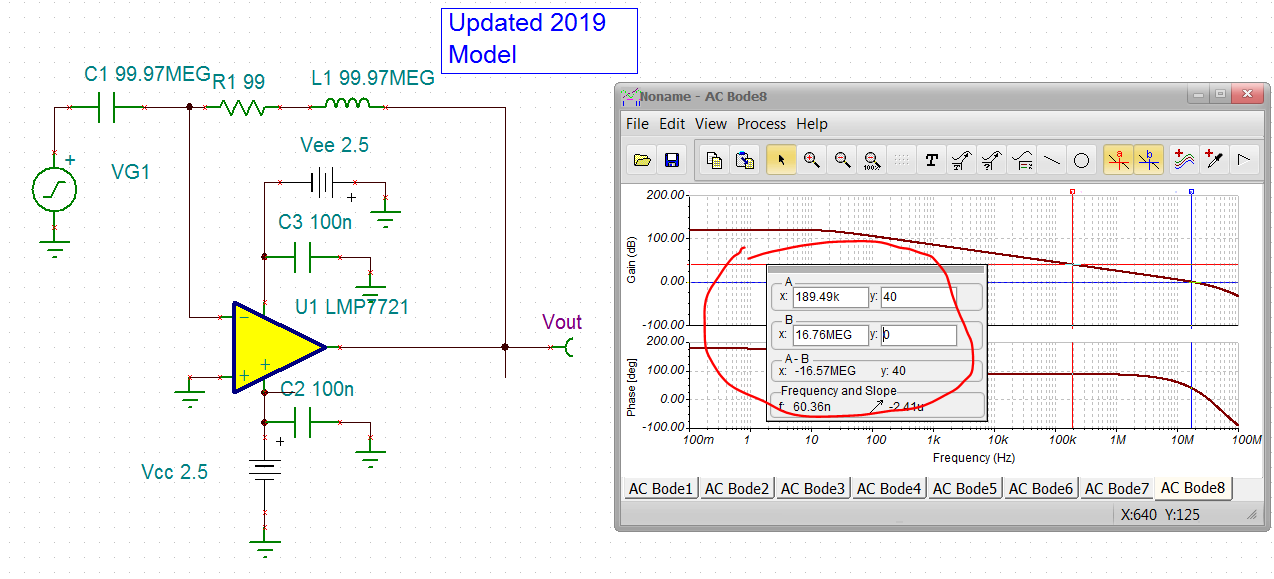 Updated 2019
Model
C1 99.97MEG
R1 99
L1 99.97MEG
VG1
+
Vee 2.5
+
C3 100n
U1 LMP7721
Vout
C2 100n
+
Vcc 2.5
Noname - AC Bode8
File Edit View Process Help
T
100%
a
b
200.00
100.00
0.00
-100.00
Gain (dB)
A
x: 189.49k y: 40
B
x: 16.76MEG y: 0
A - B
x: -16.57MEG y: 40
Frequency and Slope
f: 60.36n -2.41u
200.00
100.00
0.00
-100.00
Phase [deg]
100m 1 10 100 1k 10k 100k 1M 10M 100M
Frequency (Hz)
AC Bode1 AC Bode2 AC Bode3 AC Bode4 AC Bode5 AC Bode6 AC Bode7 AC Bode8
X:640 Y:125